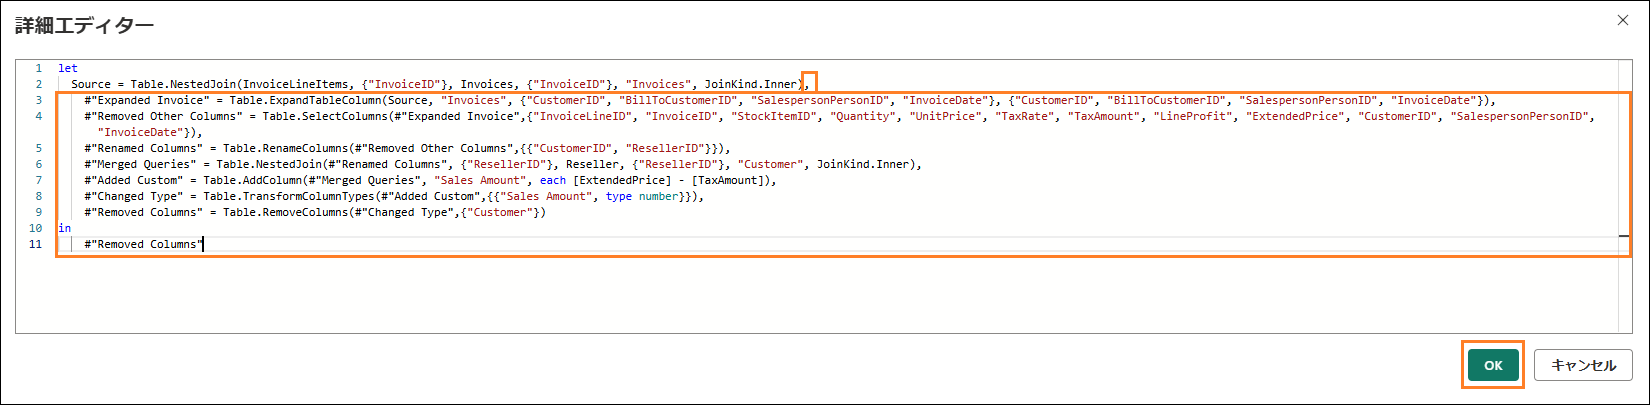 詳細エディター
1 let
2 Source = Table.NestedJoin(InvoiceLineItems, {"InvoiceID"}, Invoices, {"InvoiceID"}, "Invoices", JoinKind.Inner),
3 #"Expanded Invoice" = Table.ExpandTableColumn(Source, "Invoices", {"CustomerID", "BillToCustomerID", "SalespersonPersonID", "InvoiceDate"}, {"CustomerID", "BillToCustomerID", "SalespersonPersonID", "InvoiceDate"}),
4 #"Removed Other Columns" = Table.SelectColumns(#"Expanded Invoice",{"InvoiceLineID", "InvoiceID", "StockItemID", "Quantity", "UnitPrice", "TaxRate", "TaxAmount", "LineProfit", "ExtendedPrice", "CustomerID", "SalespersonPersonID",
"InvoiceDate"}),
5 #"Renamed Columns" = Table.RenameColumns(#"Removed Other Columns",{{"CustomerID", "ResellerID"}}),
6 #"Merged Queries" = Table.NestedJoin(#"Renamed Columns", {"ResellerID"}, Reseller, {"ResellerID"}, "Customer", JoinKind.Inner),
7 #"Added Custom" = Table.AddColumn(#"Merged Queries", "Sales Amount", each [ExtendedPrice] - [TaxAmount]),
8 #"Changed Type" = Table.TransformColumnTypes(#"Added Custom",{{"Sales Amount", type number}}),
9 #"Removed Columns" = Table.RemoveColumns(#"Changed Type",{"Customer"})
10 in
11 #"Removed Columns"
OK キャンセル